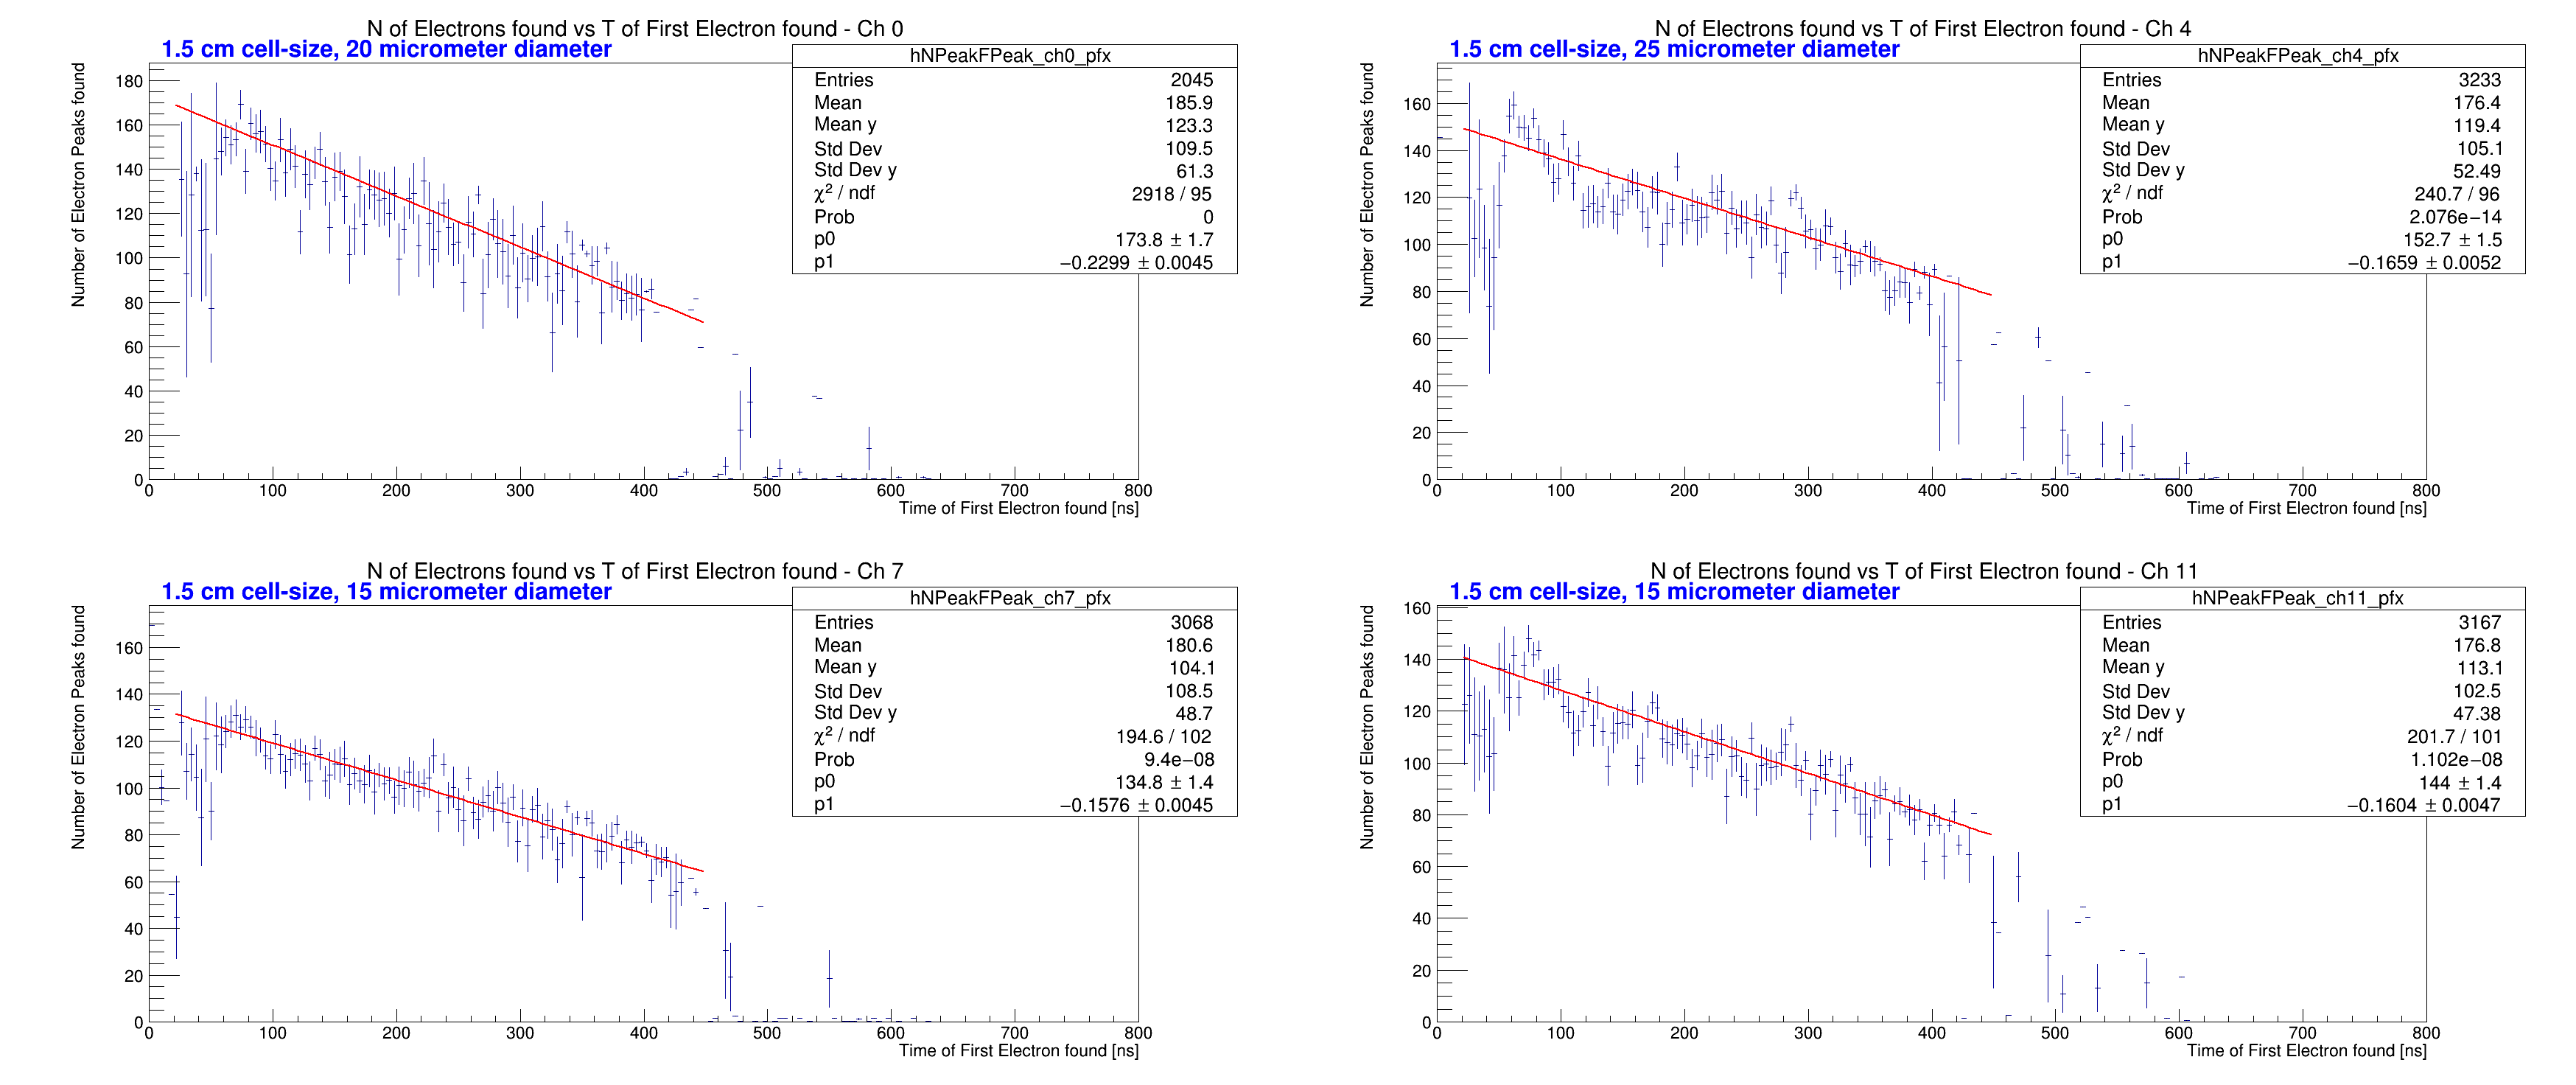 N of Electrons found vs T of First Electron found - Ch 0
1.5 cm cell-size, 20 micrometer diameter
hNPeakFPeak_ch0_pfx
Entries 2045
Mean 185.9
Mean y 123.3
Std Dev 109.5
Std Dev y 61.3
χ² / ndf 2918 / 95
Prob 0
p0 173.8 ± 1.7
p1 −0.2299 ± 0.0045
Number of Electron Peaks found
180
160
140
120
100
80
60
40
20
0
0 100 200 300 400 500 600 700 800
Time of First Electron found [ns]
N of Electrons found vs T of First Electron found - Ch 4
1.5 cm cell-size, 25 micrometer diameter
hNPeakFPeak_ch4_pfx
Entries 3233
Mean 176.4
Mean y 119.4
Std Dev 105.1
Std Dev y 52.49
χ² / ndf 240.7 / 96
Prob 2.076e−14
p0 152.7 ± 1.5
p1 −0.1659 ± 0.0052
Number of Electron Peaks found
160
140
120
100
80
60
40
20
0
0 100 200 300 400 500 600 700 800
Time of First Electron found [ns]
N of Electrons found vs T of First Electron found - Ch 7
1.5 cm cell-size, 15 micrometer diameter
hNPeakFPeak_ch7_pfx
Entries 3068
Mean 180.6
Mean y 104.1
Std Dev 108.5
Std Dev y 48.7
χ² / ndf 194.6 / 102
Prob 9.4e−08
p0 134.8 ± 1.4
p1 −0.1576 ± 0.0045
Number of Electron Peaks found
160
140
120
100
80
60
40
20
0
0 100 200 300 400 500 600 700 800
Time of First Electron found [ns]
N of Electrons found vs T of First Electron found - Ch 11
1.5 cm cell-size, 15 micrometer diameter
hNPeakFPeak_ch11_pfx
Entries 3167
Mean 176.8
Mean y 113.1
Std Dev 102.5
Std Dev y 47.38
χ² / ndf 201.7 / 101
Prob 1.102e−08
p0 144 ± 1.4
p1 −0.1604 ± 0.0047
Number of Electron Peaks found
160
140
120
100
80
60
40
20
0
0 100 200 300 400 500 600 700 800
Time of First Electron found [ns]